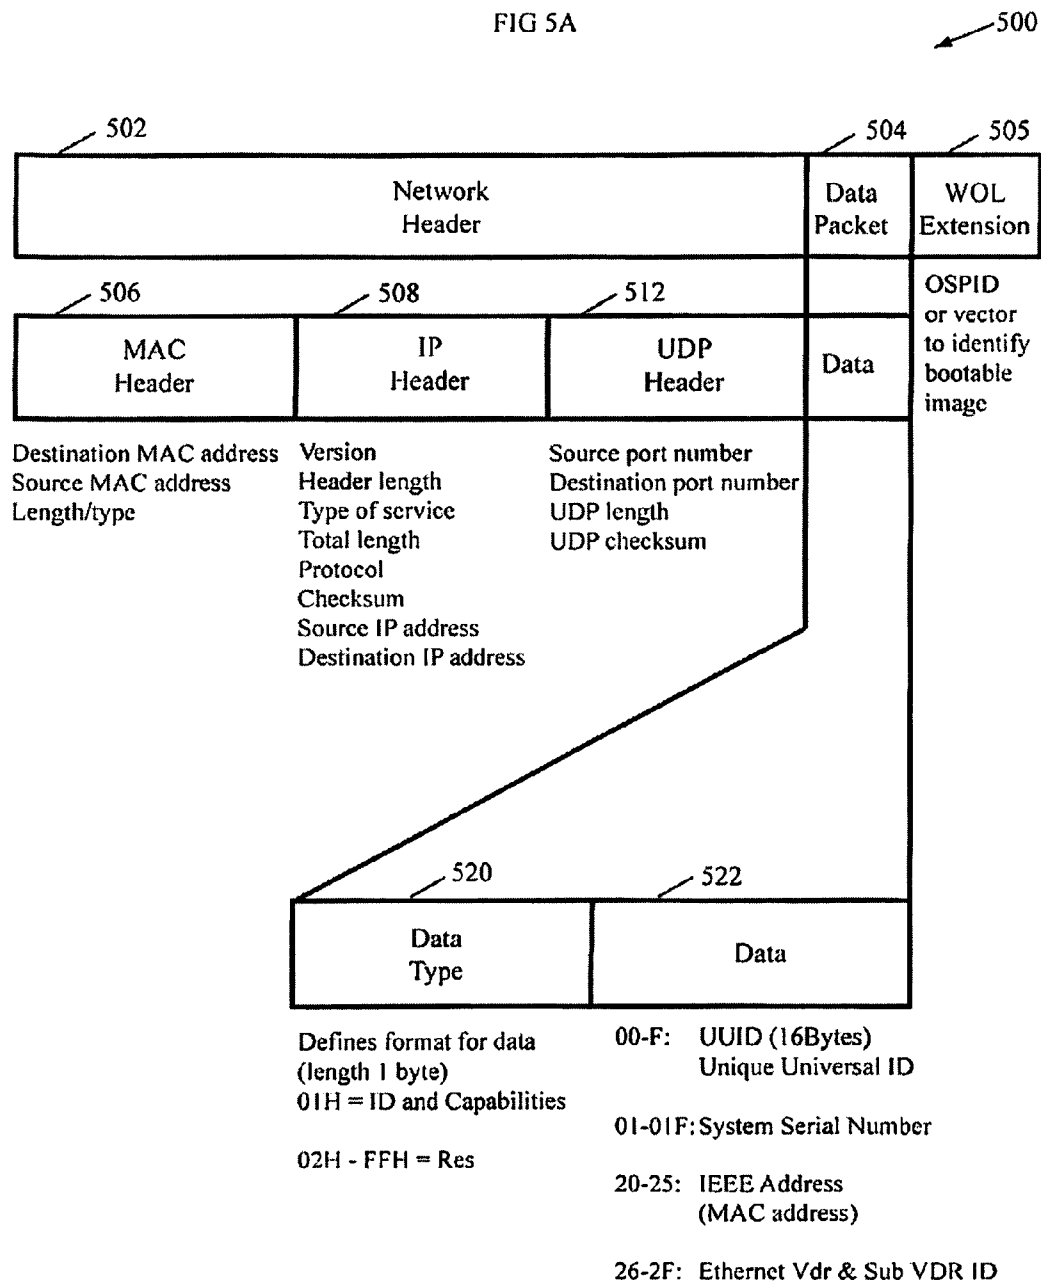 FIG 5A
500
502
504
505
Network
Header
Data
Packet
WOL
Extension
506
508
512
MAC
Header
IP
Header
UDP
Header
Data
OSPID
or vector
to identify
bootable
image
Destination MAC address
Source MAC address
Length/type
Version
Header length
Type of service
Total length
Protocol
Checksum
Source IP address
Destination IP address
Source port number
Destination port number
UDP length
UDP checksum
520
522
Data
Type
Data
Defines format for data
(length 1 byte)
01H = ID and Capabilities
02H - FFH = Res
00-F: UUID (16Bytes)
Unique Universal ID
01-01F: System Serial Number
20-25: IEEE Address
(MAC address)
26-2F: Ethernet Vdr & Sub VDR ID